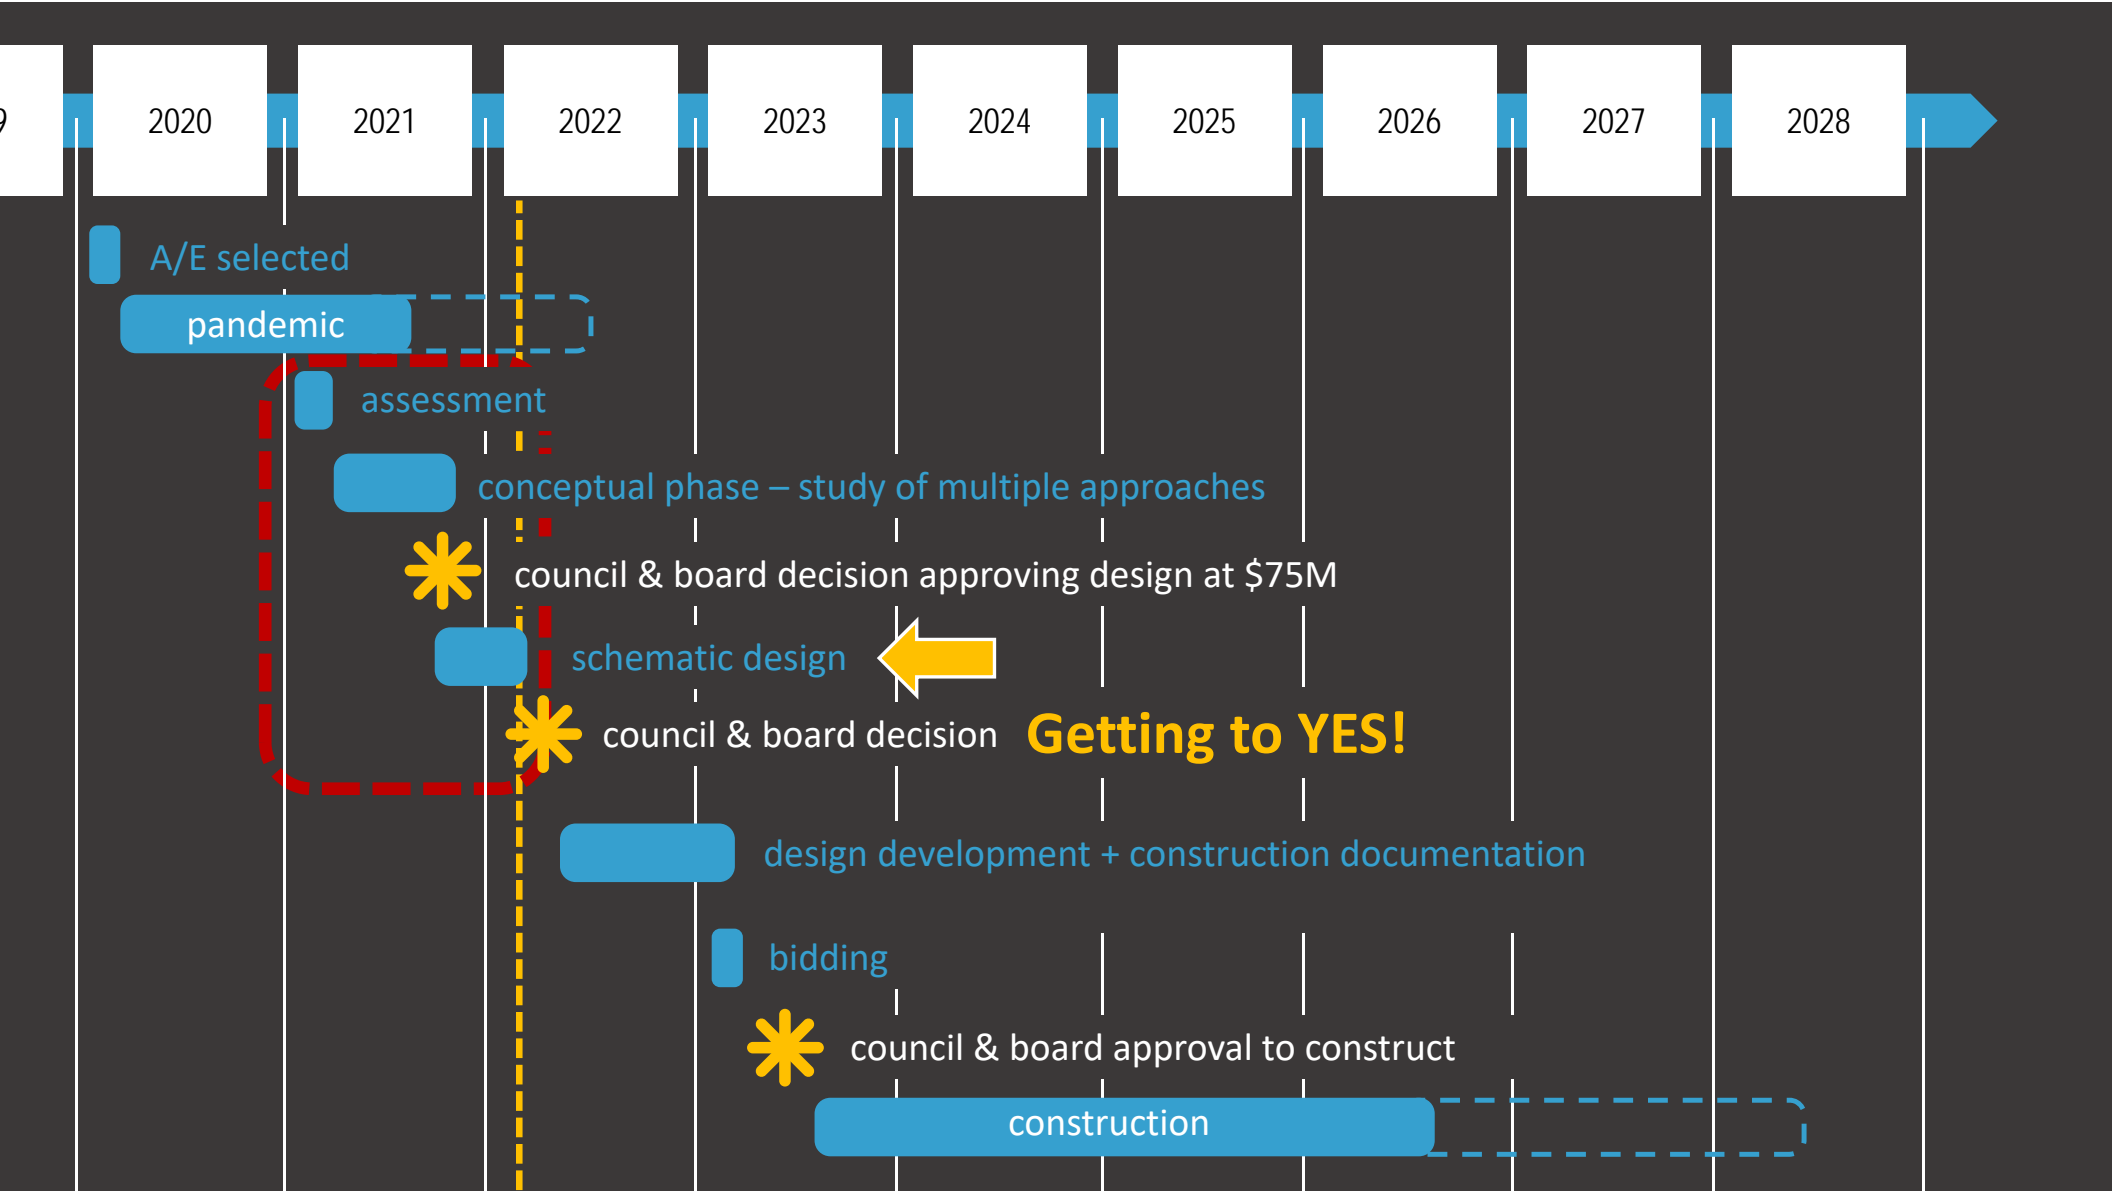 9
2020
2021
2022
2023
2024
2025
2026
2027
2028
A/E selected
pandemic
assessment
conceptual phase – study of multiple approaches
council & board decision approving design at $75M
schematic design
council & board decision Getting to YES!
design development + construction documentation
bidding
council & board approval to construct
construction